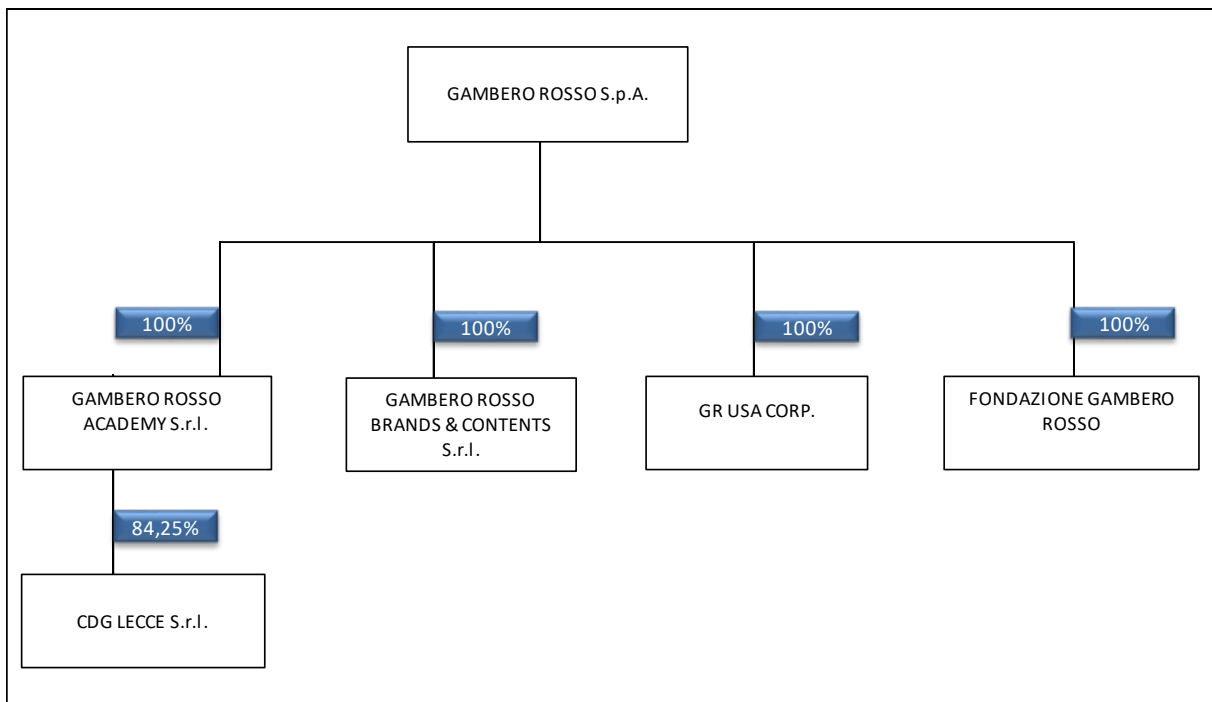 GAMBERO ROSSO S.p.A.
100%
100%
100%
100%
GAMBERO ROSSO
ACADEMY S.r.l.
GAMBERO ROSSO
BRANDS & CONTENTS
S.r.l.
GR USA CORP.
FONDAZIONE GAMBERO
ROSSO
84,25%
CDG LECCE S.r.l.